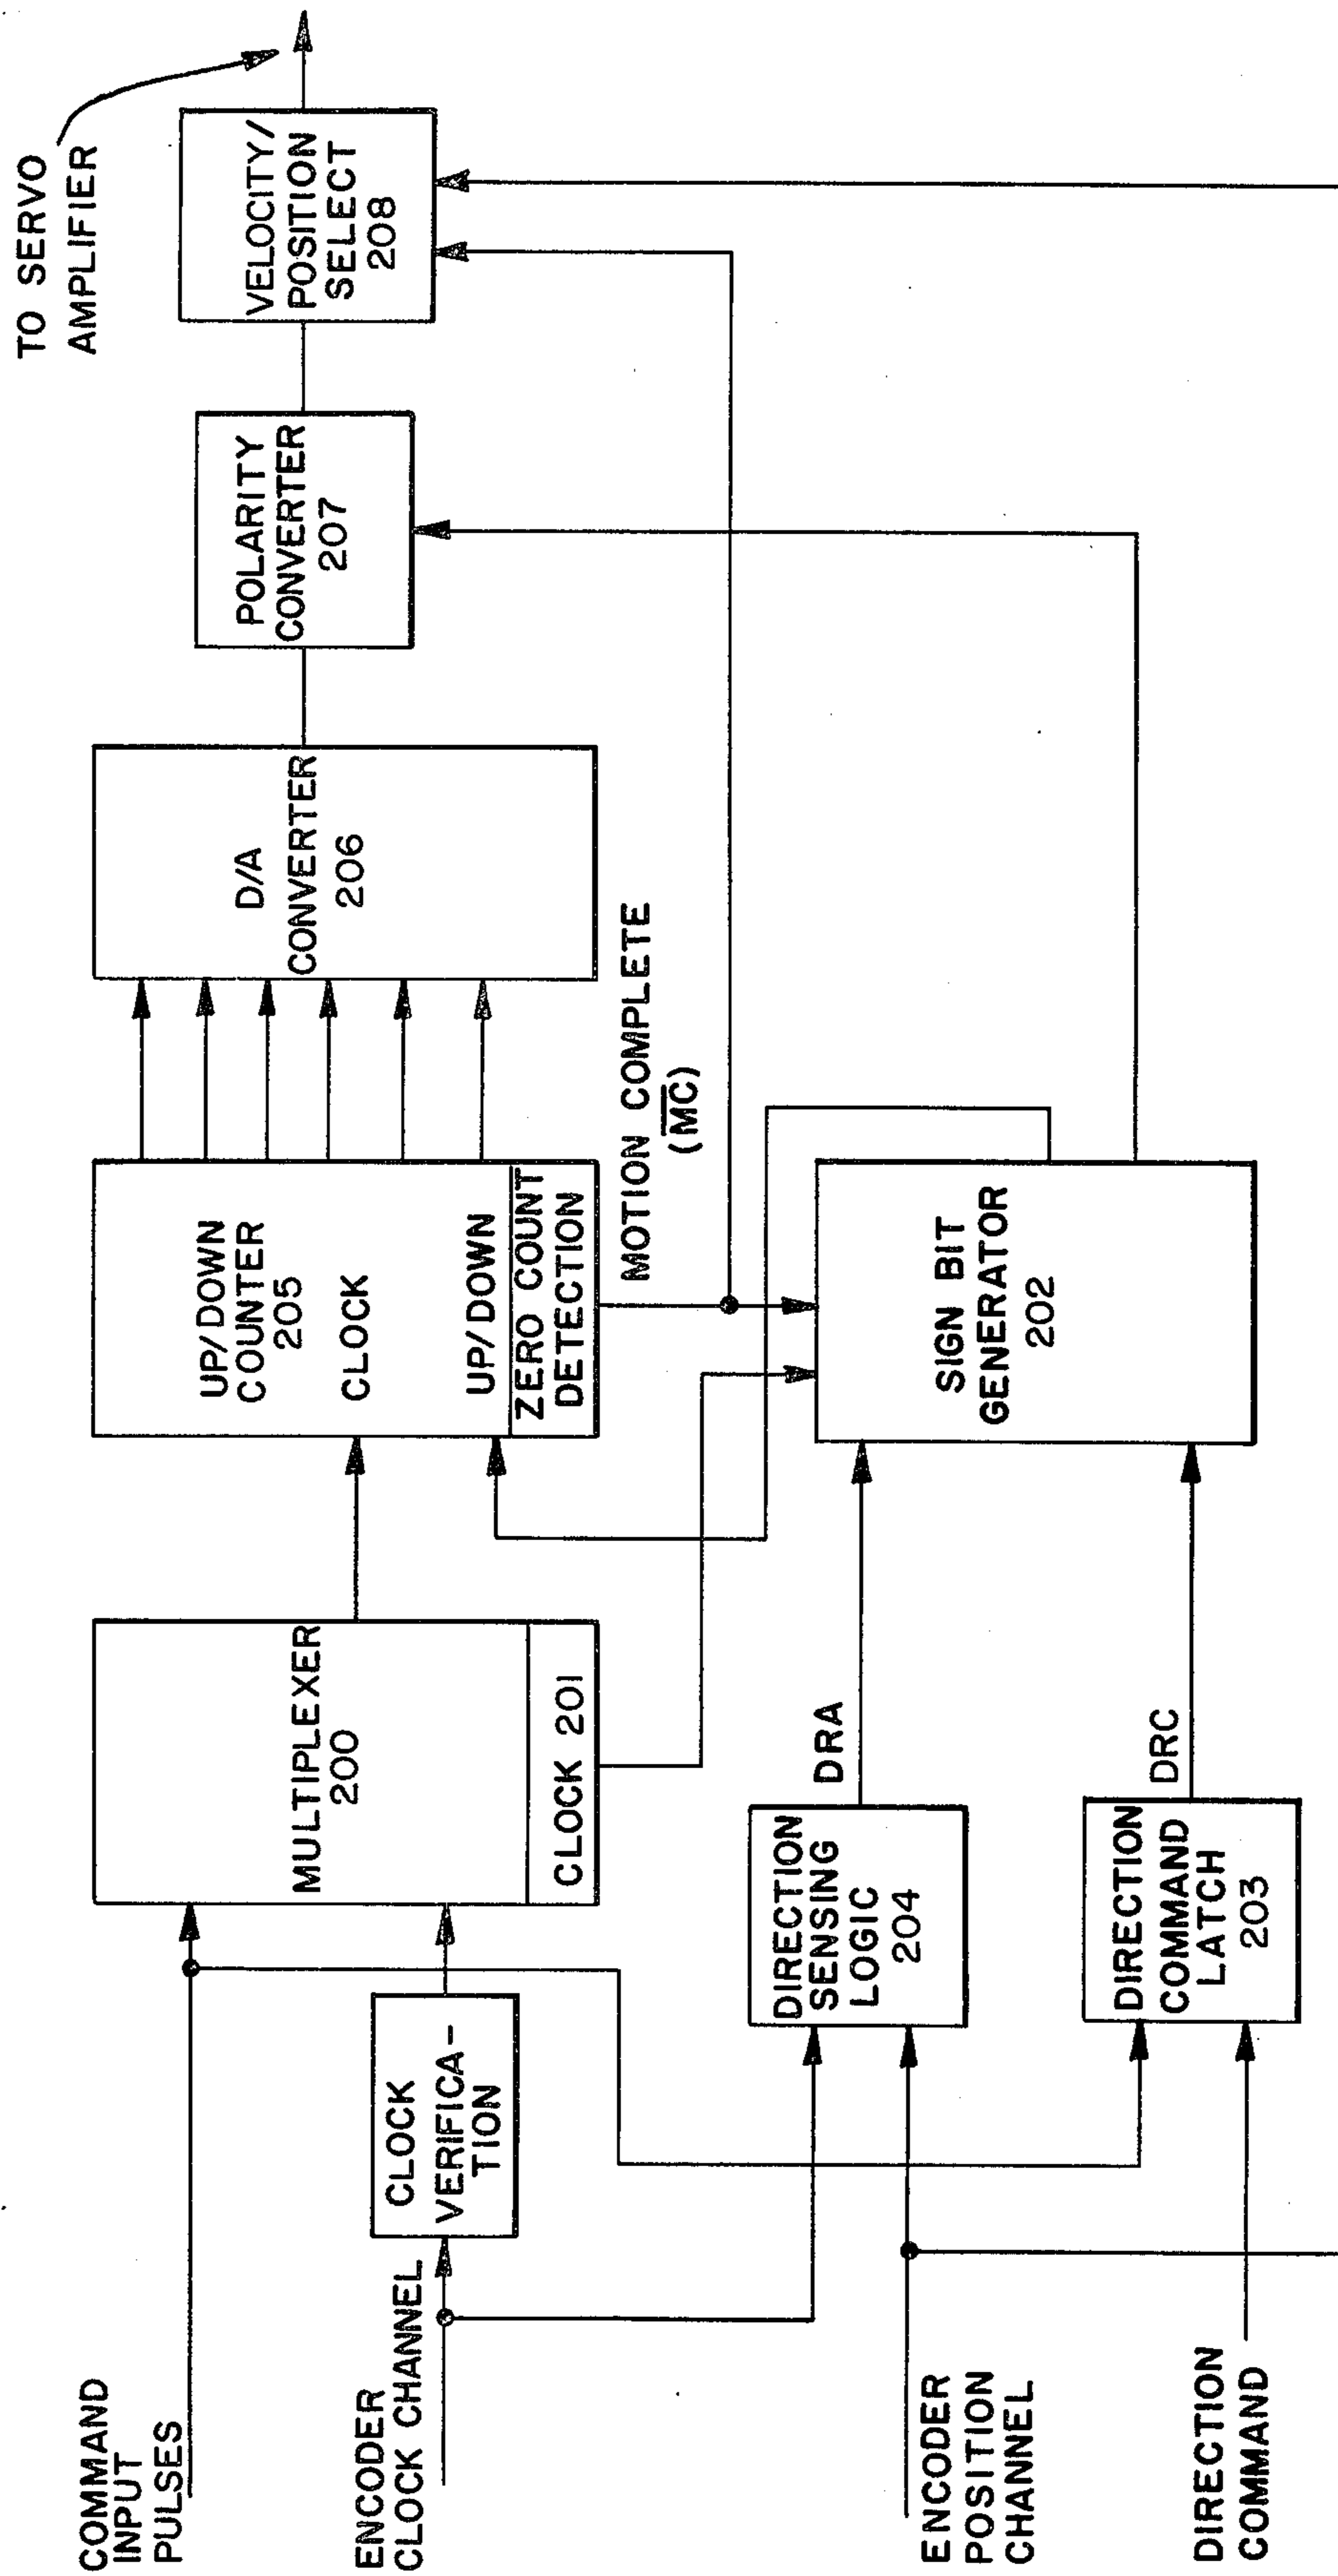 COMMAND
INPUT
PULSES
ENCODER
CLOCK CHANNEL
ENCODER
POSITION
CHANNEL
DIRECTION
COMMAND
CLOCK
VERIFICA-
TION
MULTIPLEXER
200
CLOCK 201
DIRECTION
SENSING
LOGIC
204
DIRECTION
COMMAND
LATCH
203
DRA
DRC
UP/DOWN
COUNTER
205
CLOCK
UP/DOWN
ZERO COUNT
DETECTION
MOTION COMPLETE
(M̅C̅)
SIGN BIT
GENERATOR
202
D/A
CONVERTER
206
POLARITY
CONVERTER
207
VELOCITY/
POSITION
SELECT
208
TO SERVO
AMPLIFIER